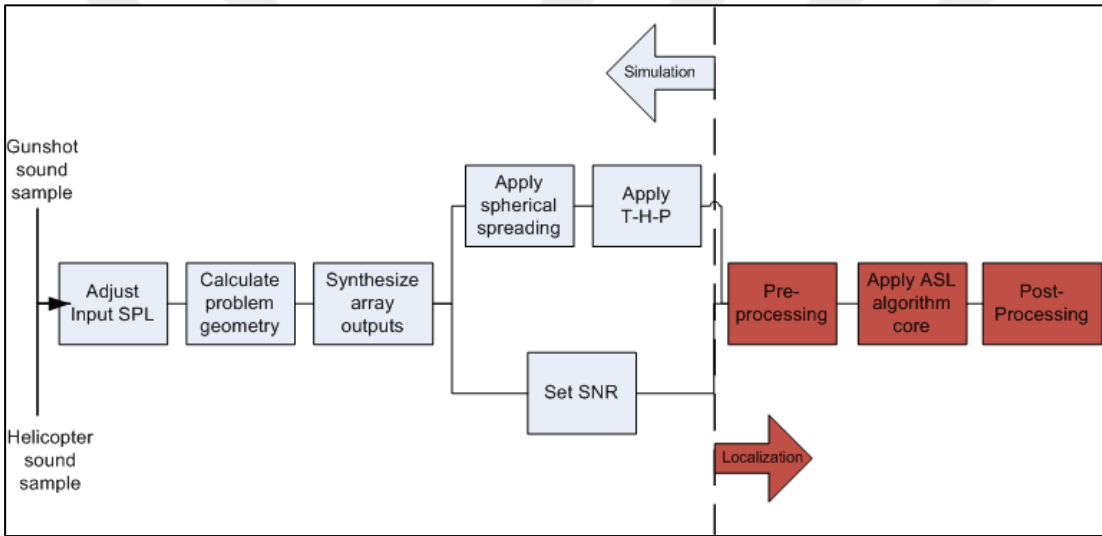 Simulation
Gunshot
sound
sample
Apply
spherical
spreading
Apply
T-H-P
Adjust
Input SPL
Calculate
problem
geometry
Synthesize
array
outputs
Pre-
processing
Apply ASL
algorithm
core
Post-
Processing
Set SNR
Helicopter
sound
sample
Localization